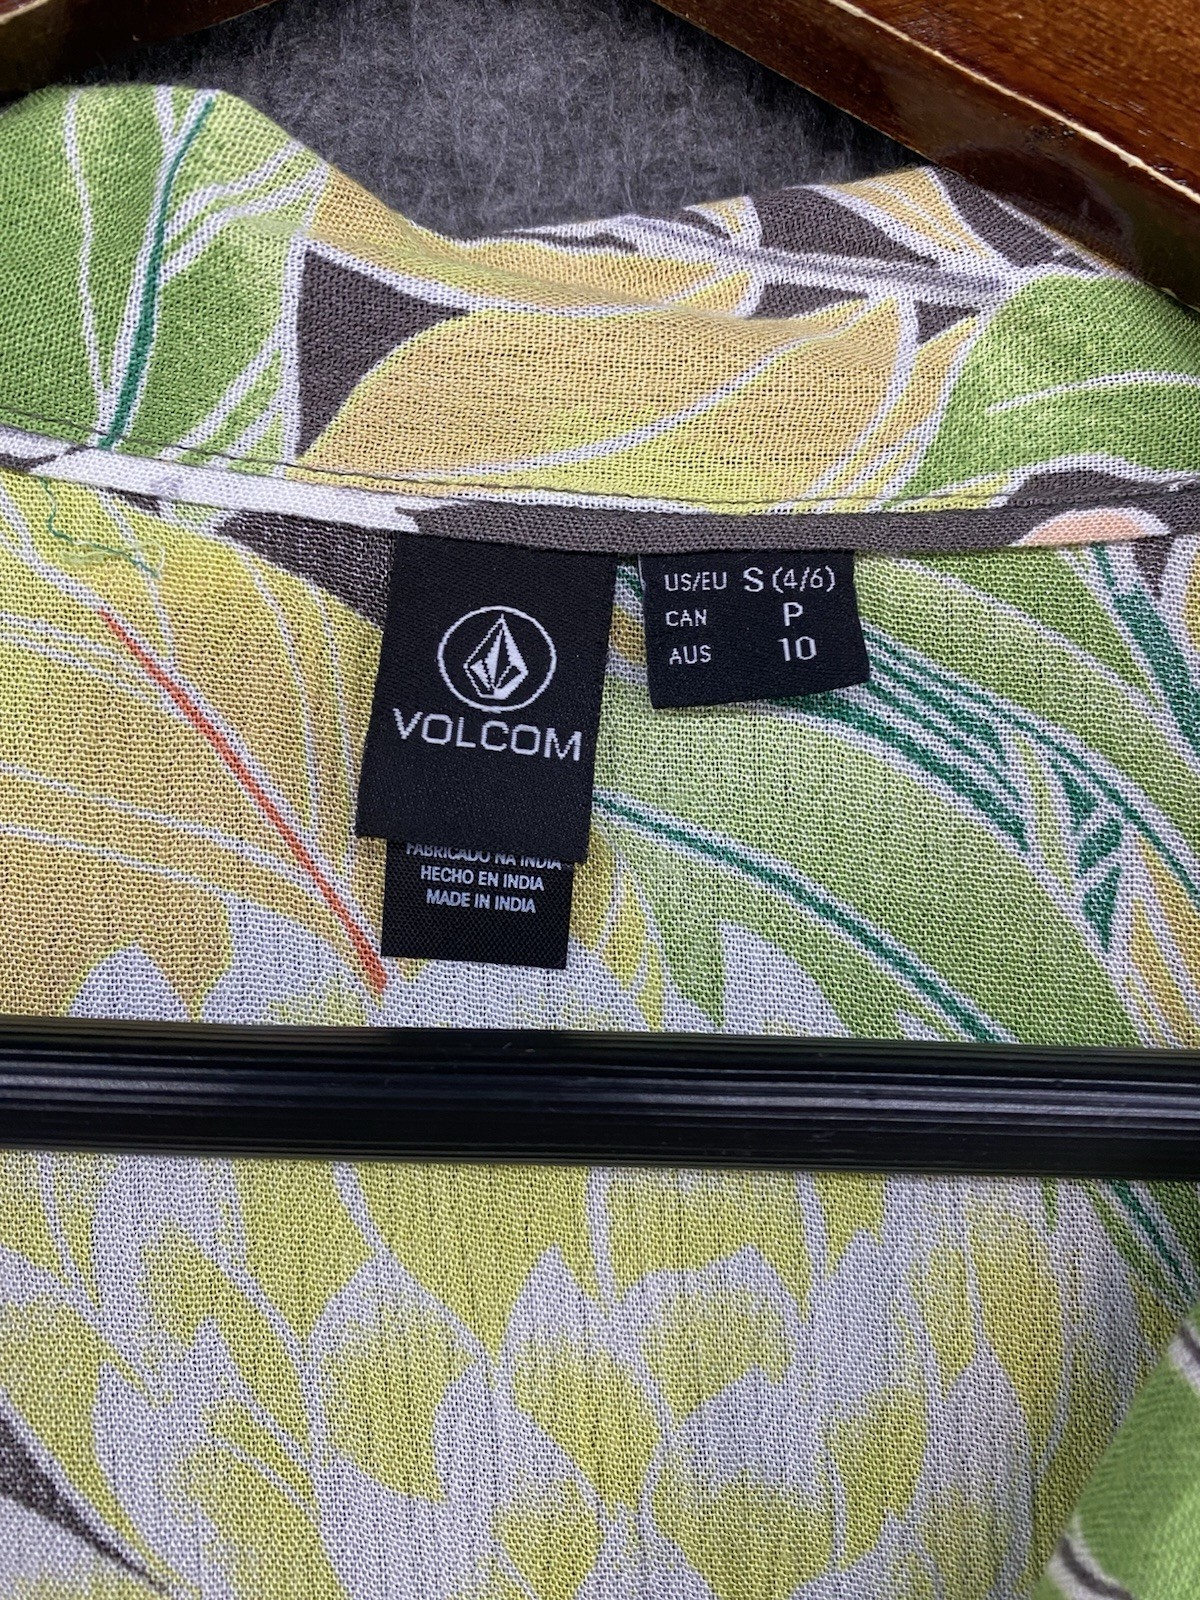 VOLCOM
US/EU S (4/6)
CAN P
AUS 10
FABRICADO NA INDIA
HECHO EN INDIA
MADE IN INDIA